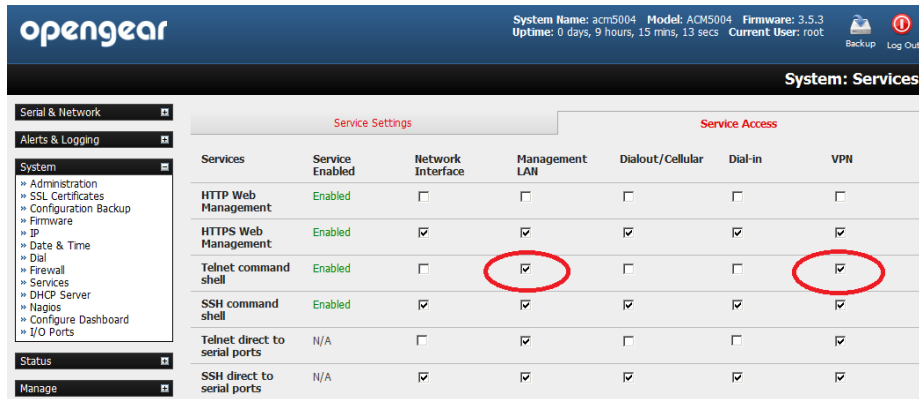 opengear
System Name: acm5004 Model: ACM5004 Firmware: 3.5.3
Uptime: 0 days, 9 hours, 15 mins, 13 secs Current User: root
Backup
Log Out
System: Services
Serial & Network
Alerts & Logging
System
» Administration
» SSL Certificates
» Configuration Backup
» Firmware
» IP
» Date & Time
» Dial
» Firewall
» Services
» DHCP Server
» Nagios
» Configure Dashboard
» I/O Ports
Status
Manage
Service Settings
Service Access
Services
Service Enabled
Network Interface
Management LAN
Dialout/Cellular
Dial-in
VPN
HTTP Web Management
Enabled
HTTPS Web Management
Enabled
Telnet command shell
Enabled
SSH command shell
Enabled
Telnet direct to serial ports
N/A
SSH direct to serial ports
N/A